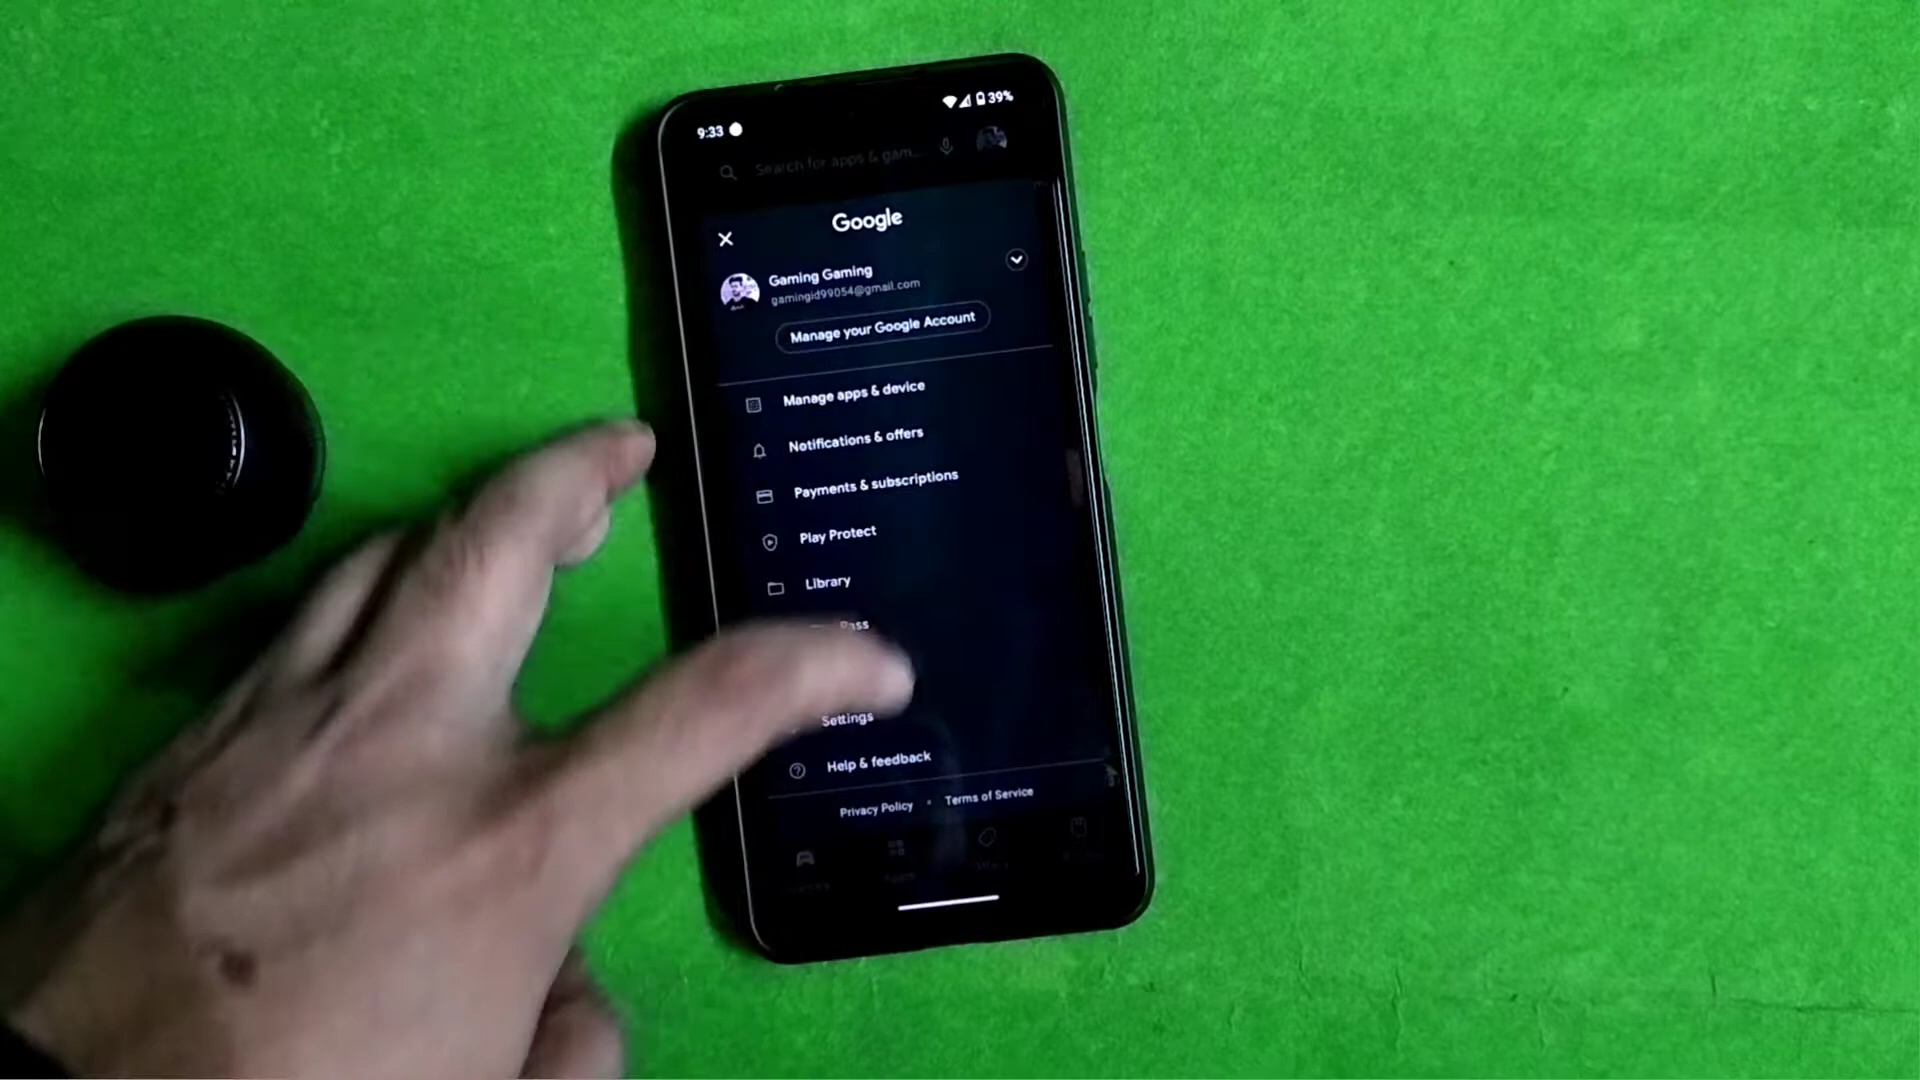 9:33
39%
Search for apps & gam...
Google
Gaming Gaming
gamingid99054@gmail.com
Manage your Google Account
Manage apps & device
Notifications & offers
Payments & subscriptions
Play Protect
Library
Pass
Settings
Help & feedback
Privacy Policy • Terms of Service